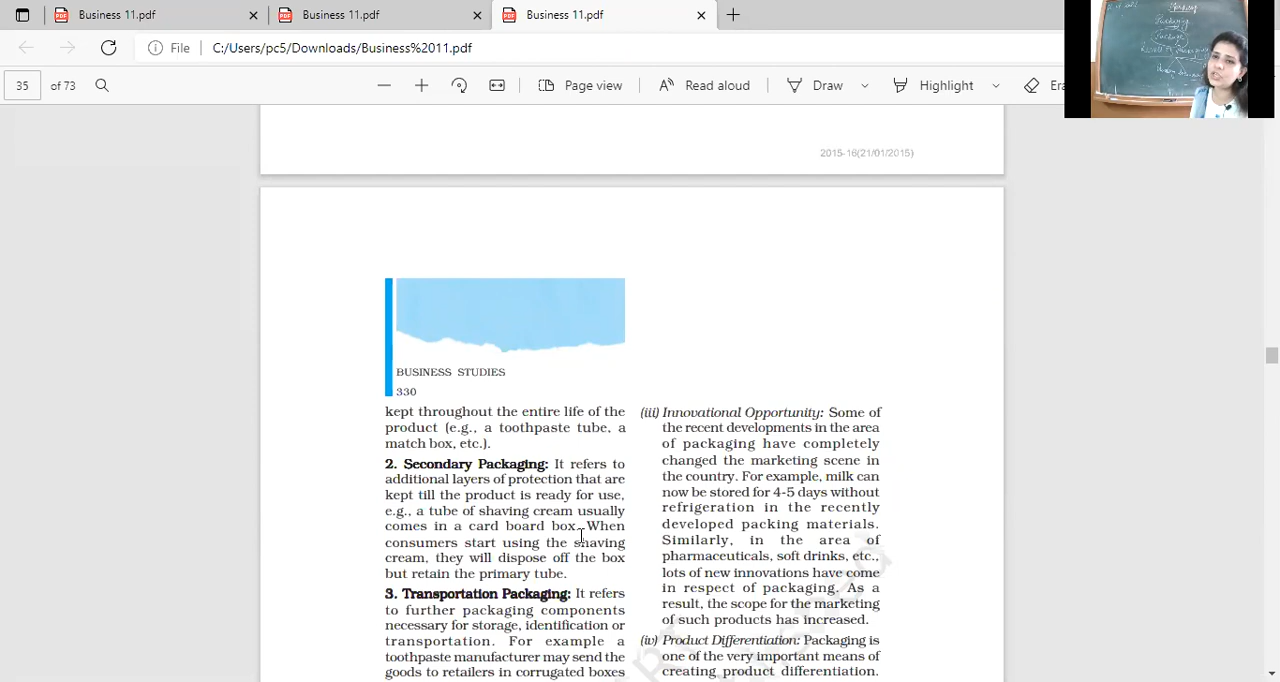 Business 11.pdf
Business 11.pdf
Business 11.pdf
File
C:/Users/pc5/Downloads/Business%2011.pdf
35
of 73
Page view
Read aloud
Draw
Highlight
Era
Packaging
2015-16(21/01/2015)
BUSINESS STUDIES
330
kept throughout the entire life of the
product (e.g., a toothpaste tube, a
match box, etc.).
2. Secondary Packaging: It refers to
additional layers of protection that are
kept till the product is ready for use,
e.g., a tube of shaving cream usually
comes in a card board box. When
consumers start using the shaving
cream, they will dispose off the box
but retain the primary tube.
3. Transportation Packaging: It refers
to further packaging components
necessary for storage, identification or
transportation. For example a
toothpaste manufacturer may send the
goods to retailers in corrugated boxes
(iii) Innovational Opportunity: Some of
the recent developments in the area
of packaging have completely
changed the marketing scene in
the country. For example, milk can
now be stored for 4-5 days without
refrigeration in the recently
developed packing materials.
Similarly, in the area of
pharmaceuticals, soft drinks, etc.,
lots of new innovations have come
in respect of packaging. As a
result, the scope for the marketing
of such products has increased.
(iv) Product Differentiation: Packaging is
one of the very important means of
creating product differentiation.